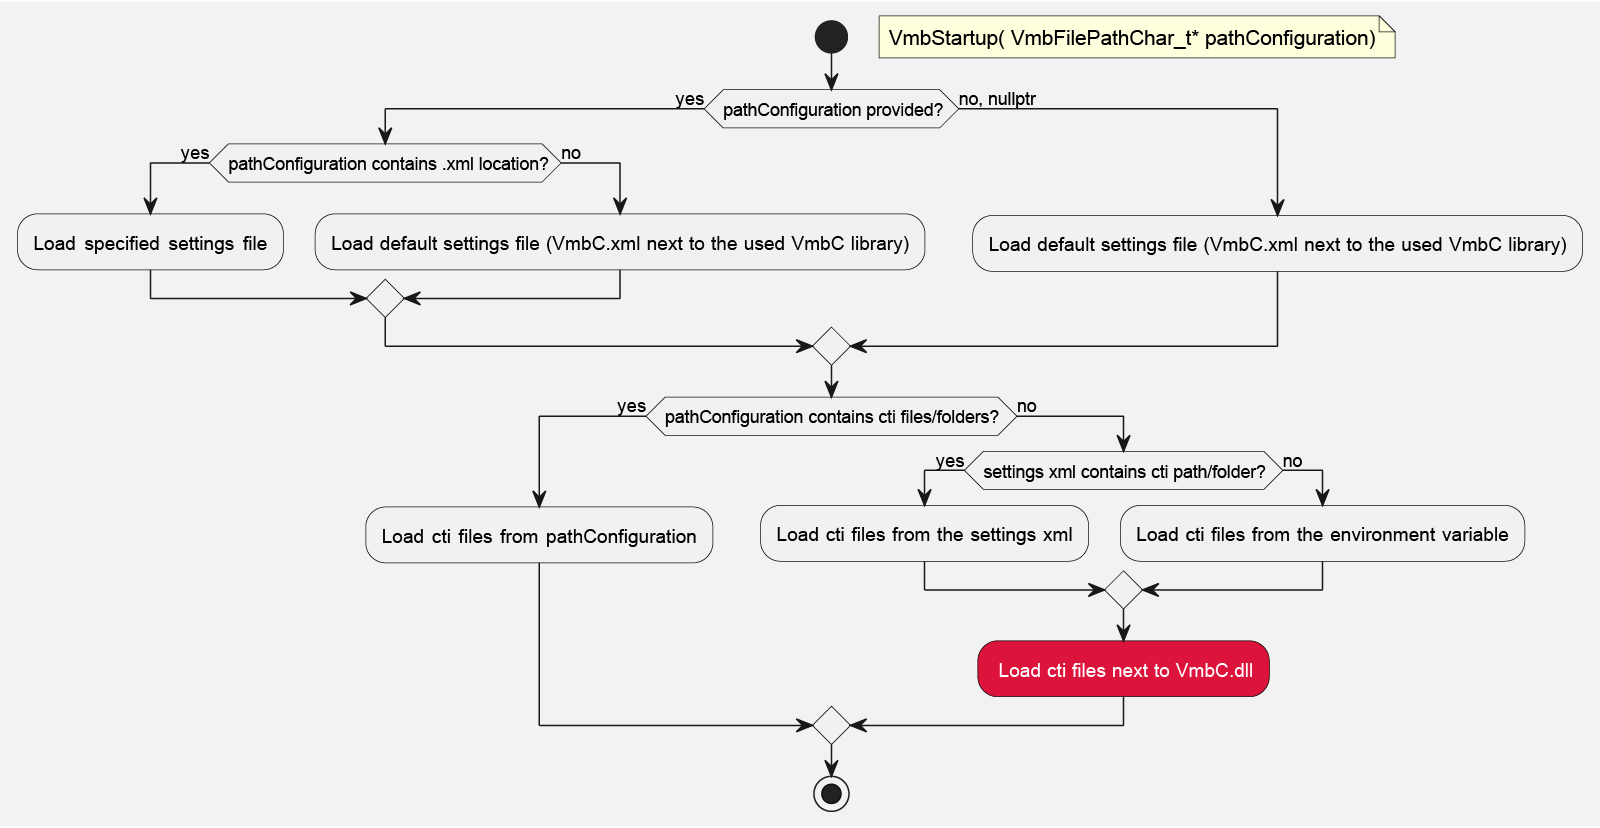 VmbStartup( VmbFilePathChar_t* pathConfiguration)
yes
pathConfiguration provided?
no, nullptr
yes
pathConfiguration contains .xml location?
no
Load specified settings file
Load default settings file (VmbC.xml next to the used VmbC library)
Load default settings file (VmbC.xml next to the used VmbC library)
yes
pathConfiguration contains cti files/folders?
no
yes
settings xml contains cti path/folder?
no
Load cti files from pathConfiguration
Load cti files from the settings xml
Load cti files from the environment variable
Load cti files next to VmbC.dll